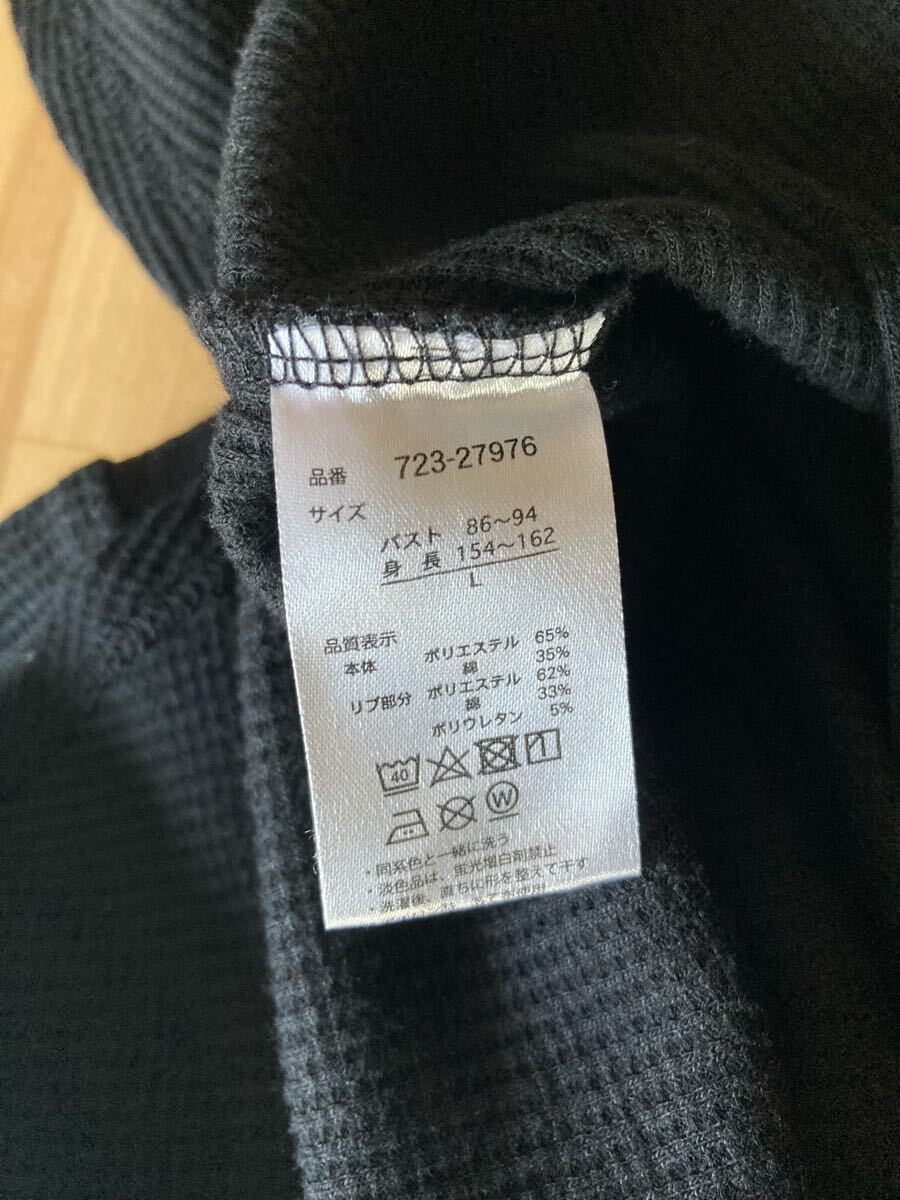 品番 723-27976
サイズ
バスト 86～94
身長 154～162
L
品質表示
本体 ポリエステル 65%
綿 35%
リブ部分 ポリエステル 62%
綿 33%
ポリウレタン 5%
40
W
・同系色と一緒に洗う
・淡色品は、蛍光増白剤禁止
・洗濯後、直ちに形を整えて干す